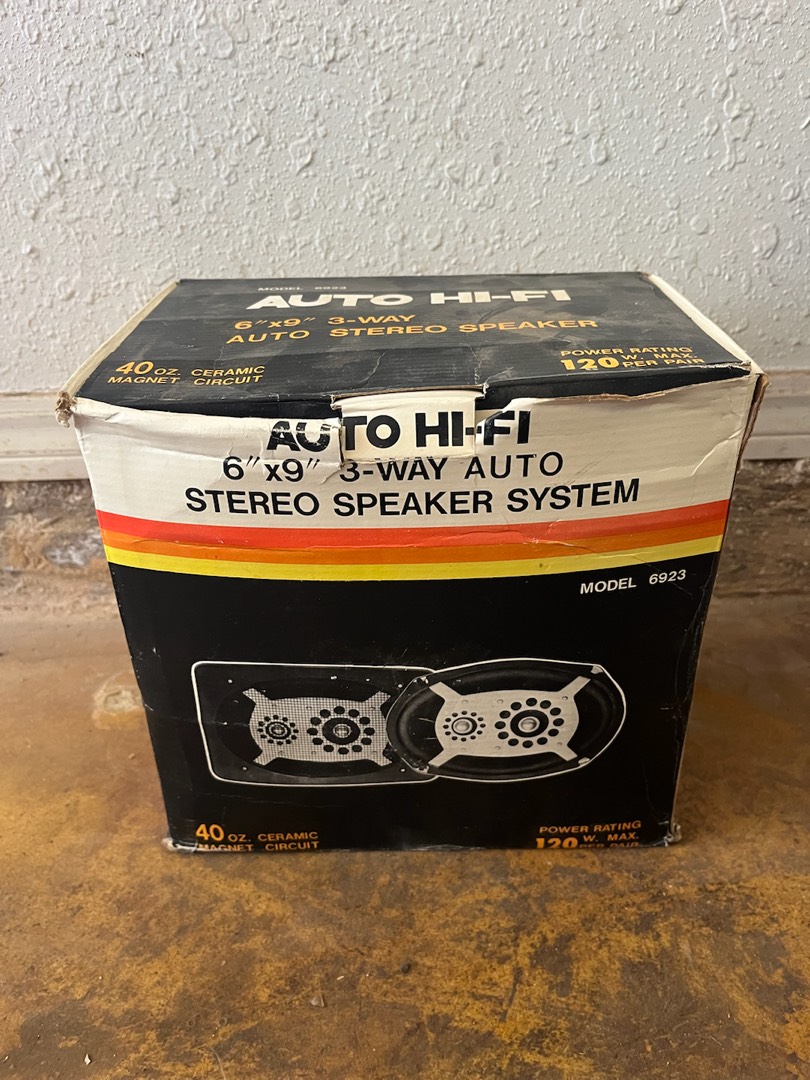 MODEL 6923
AUTO HI-FI
6"x9" 3-WAY
AUTO STEREO SPEAKER
40 OZ. CERAMIC
MAGNET CIRCUIT
POWER RATING
120 W. MAX.
PER PAIR
AUTO HI-FI
6"x9" 3-WAY AUTO
STEREO SPEAKER SYSTEM
MODEL 6923
40 OZ. CERAMIC
MAGNET CIRCUIT
POWER RATING
120 W. MAX.
PER PAIR